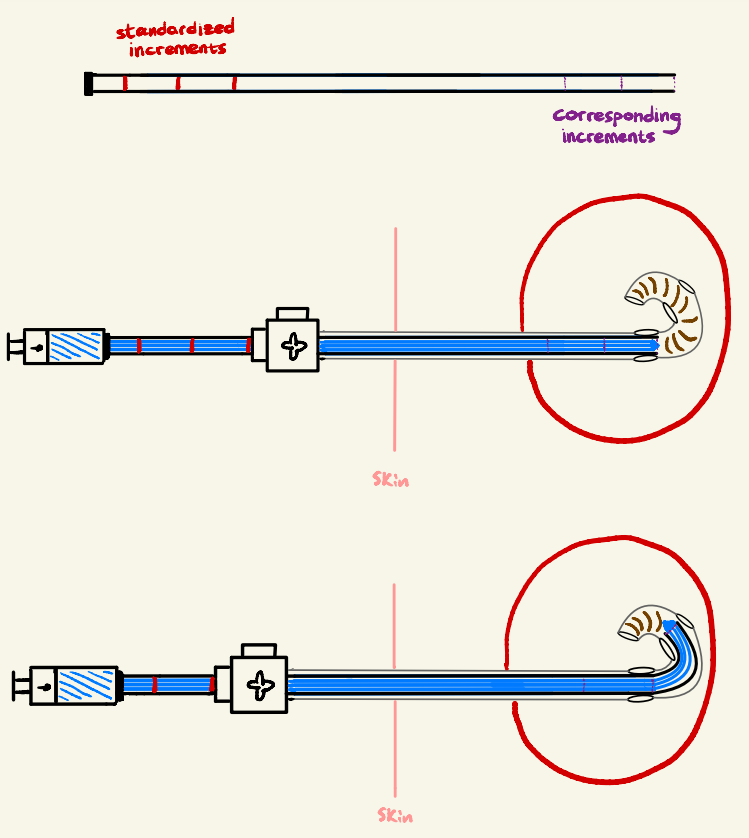 standardized
increments
Corresponding
increments
SKin
SKin